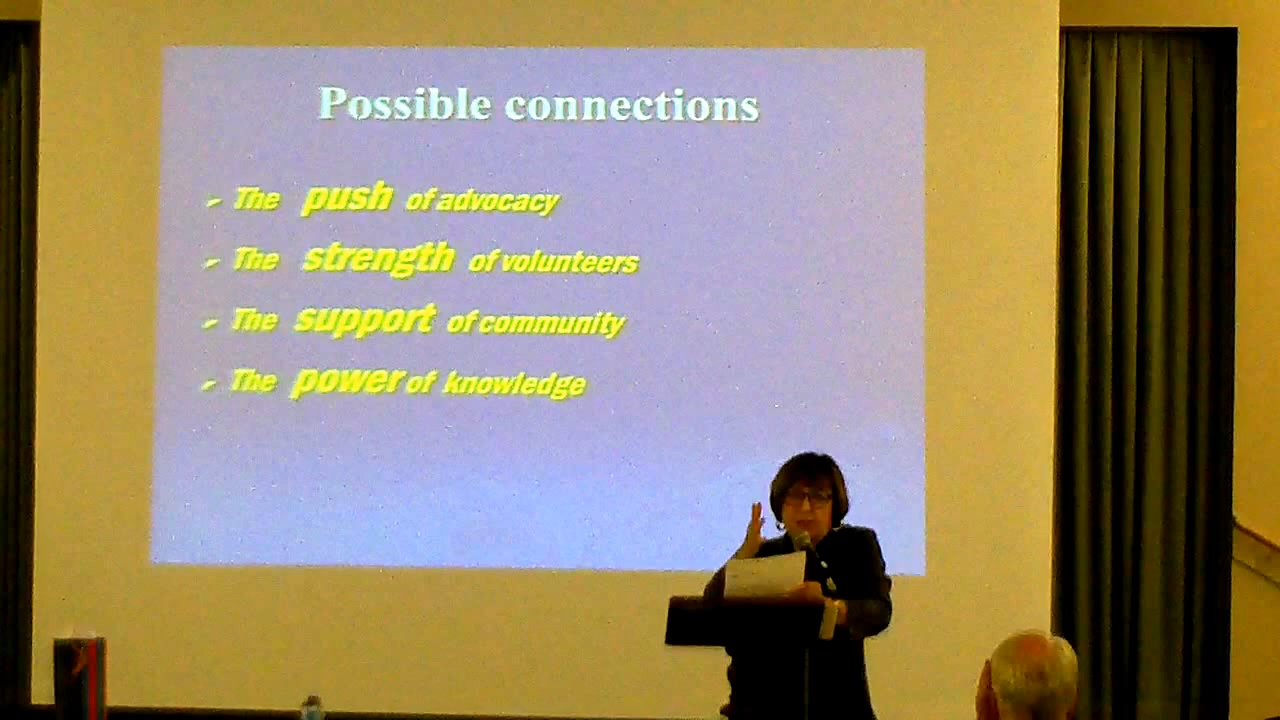 Possible connections
The push of advocacy
The strength of volunteers
The support of community
The power of knowledge